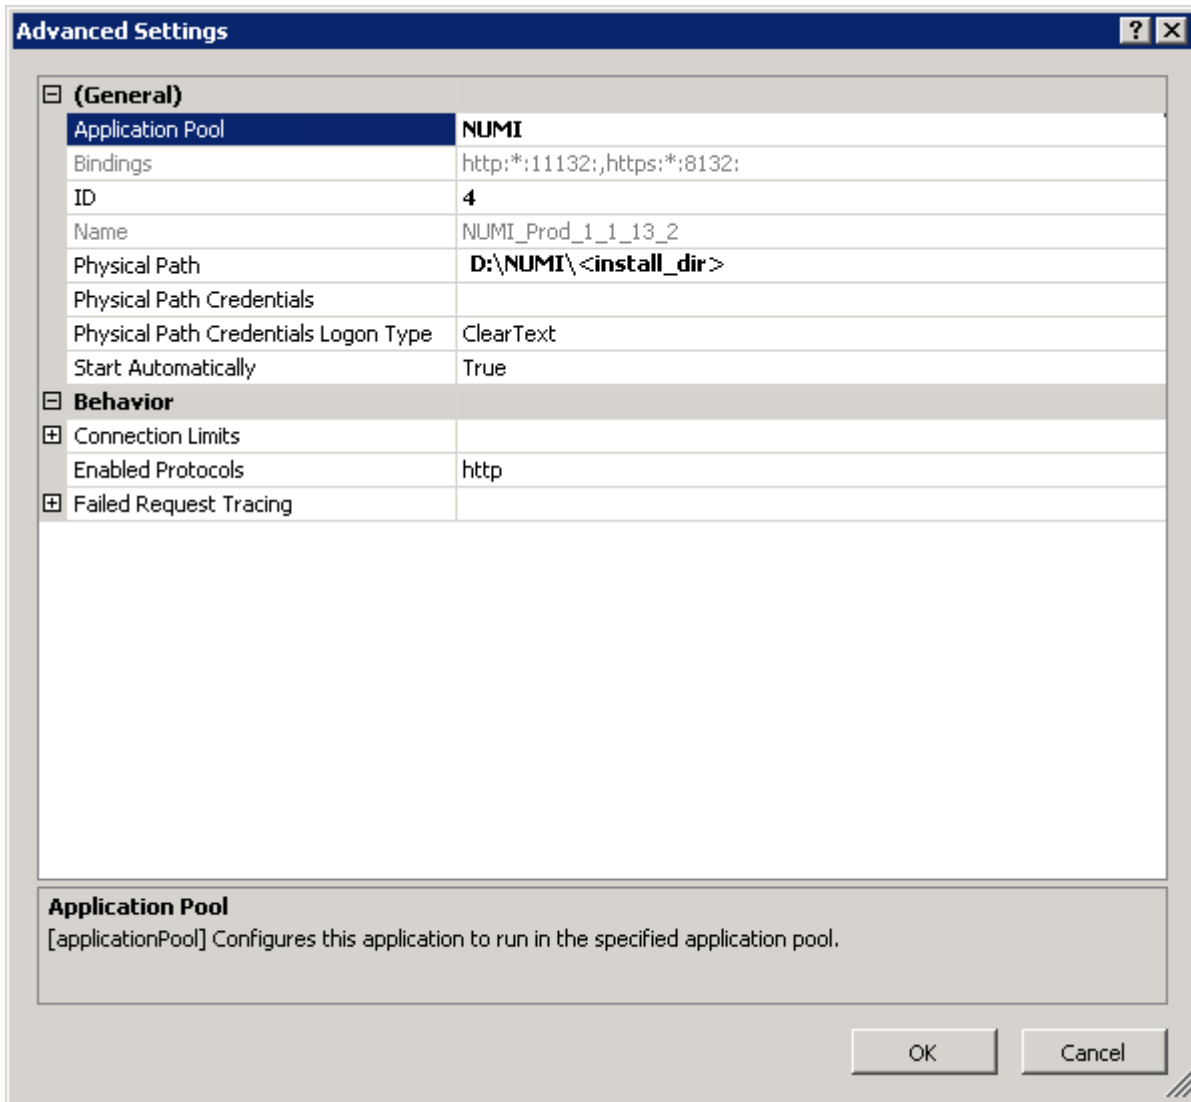 Advanced Settings
(General)
Application Pool NUMI
Bindings http:*:11132:,https:*:8132:
ID 4
Name NUMI_Prod_1_1_13_2
Physical Path D:\NUMI\<install_dir>
Physical Path Credentials
Physical Path Credentials Logon Type ClearText
Start Automatically True
Behavior
Connection Limits
Enabled Protocols http
Failed Request Tracing
Application Pool
[applicationPool] Configures this application to run in the specified application pool.
OK Cancel